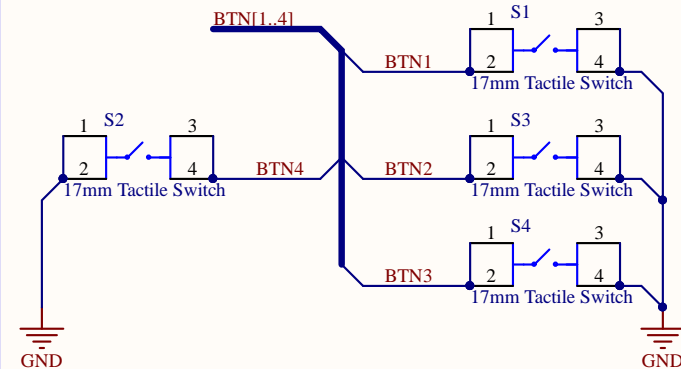 BTN[1..4]
S1
1 3
BTN1 2 4
17mm Tactile Switch
S2 S3
1 3 1 3
2 4 BTN4 BTN2 2 4
17mm Tactile Switch 17mm Tactile Switch
S4
1 3
BTN3 2 4
17mm Tactile Switch
GND GND